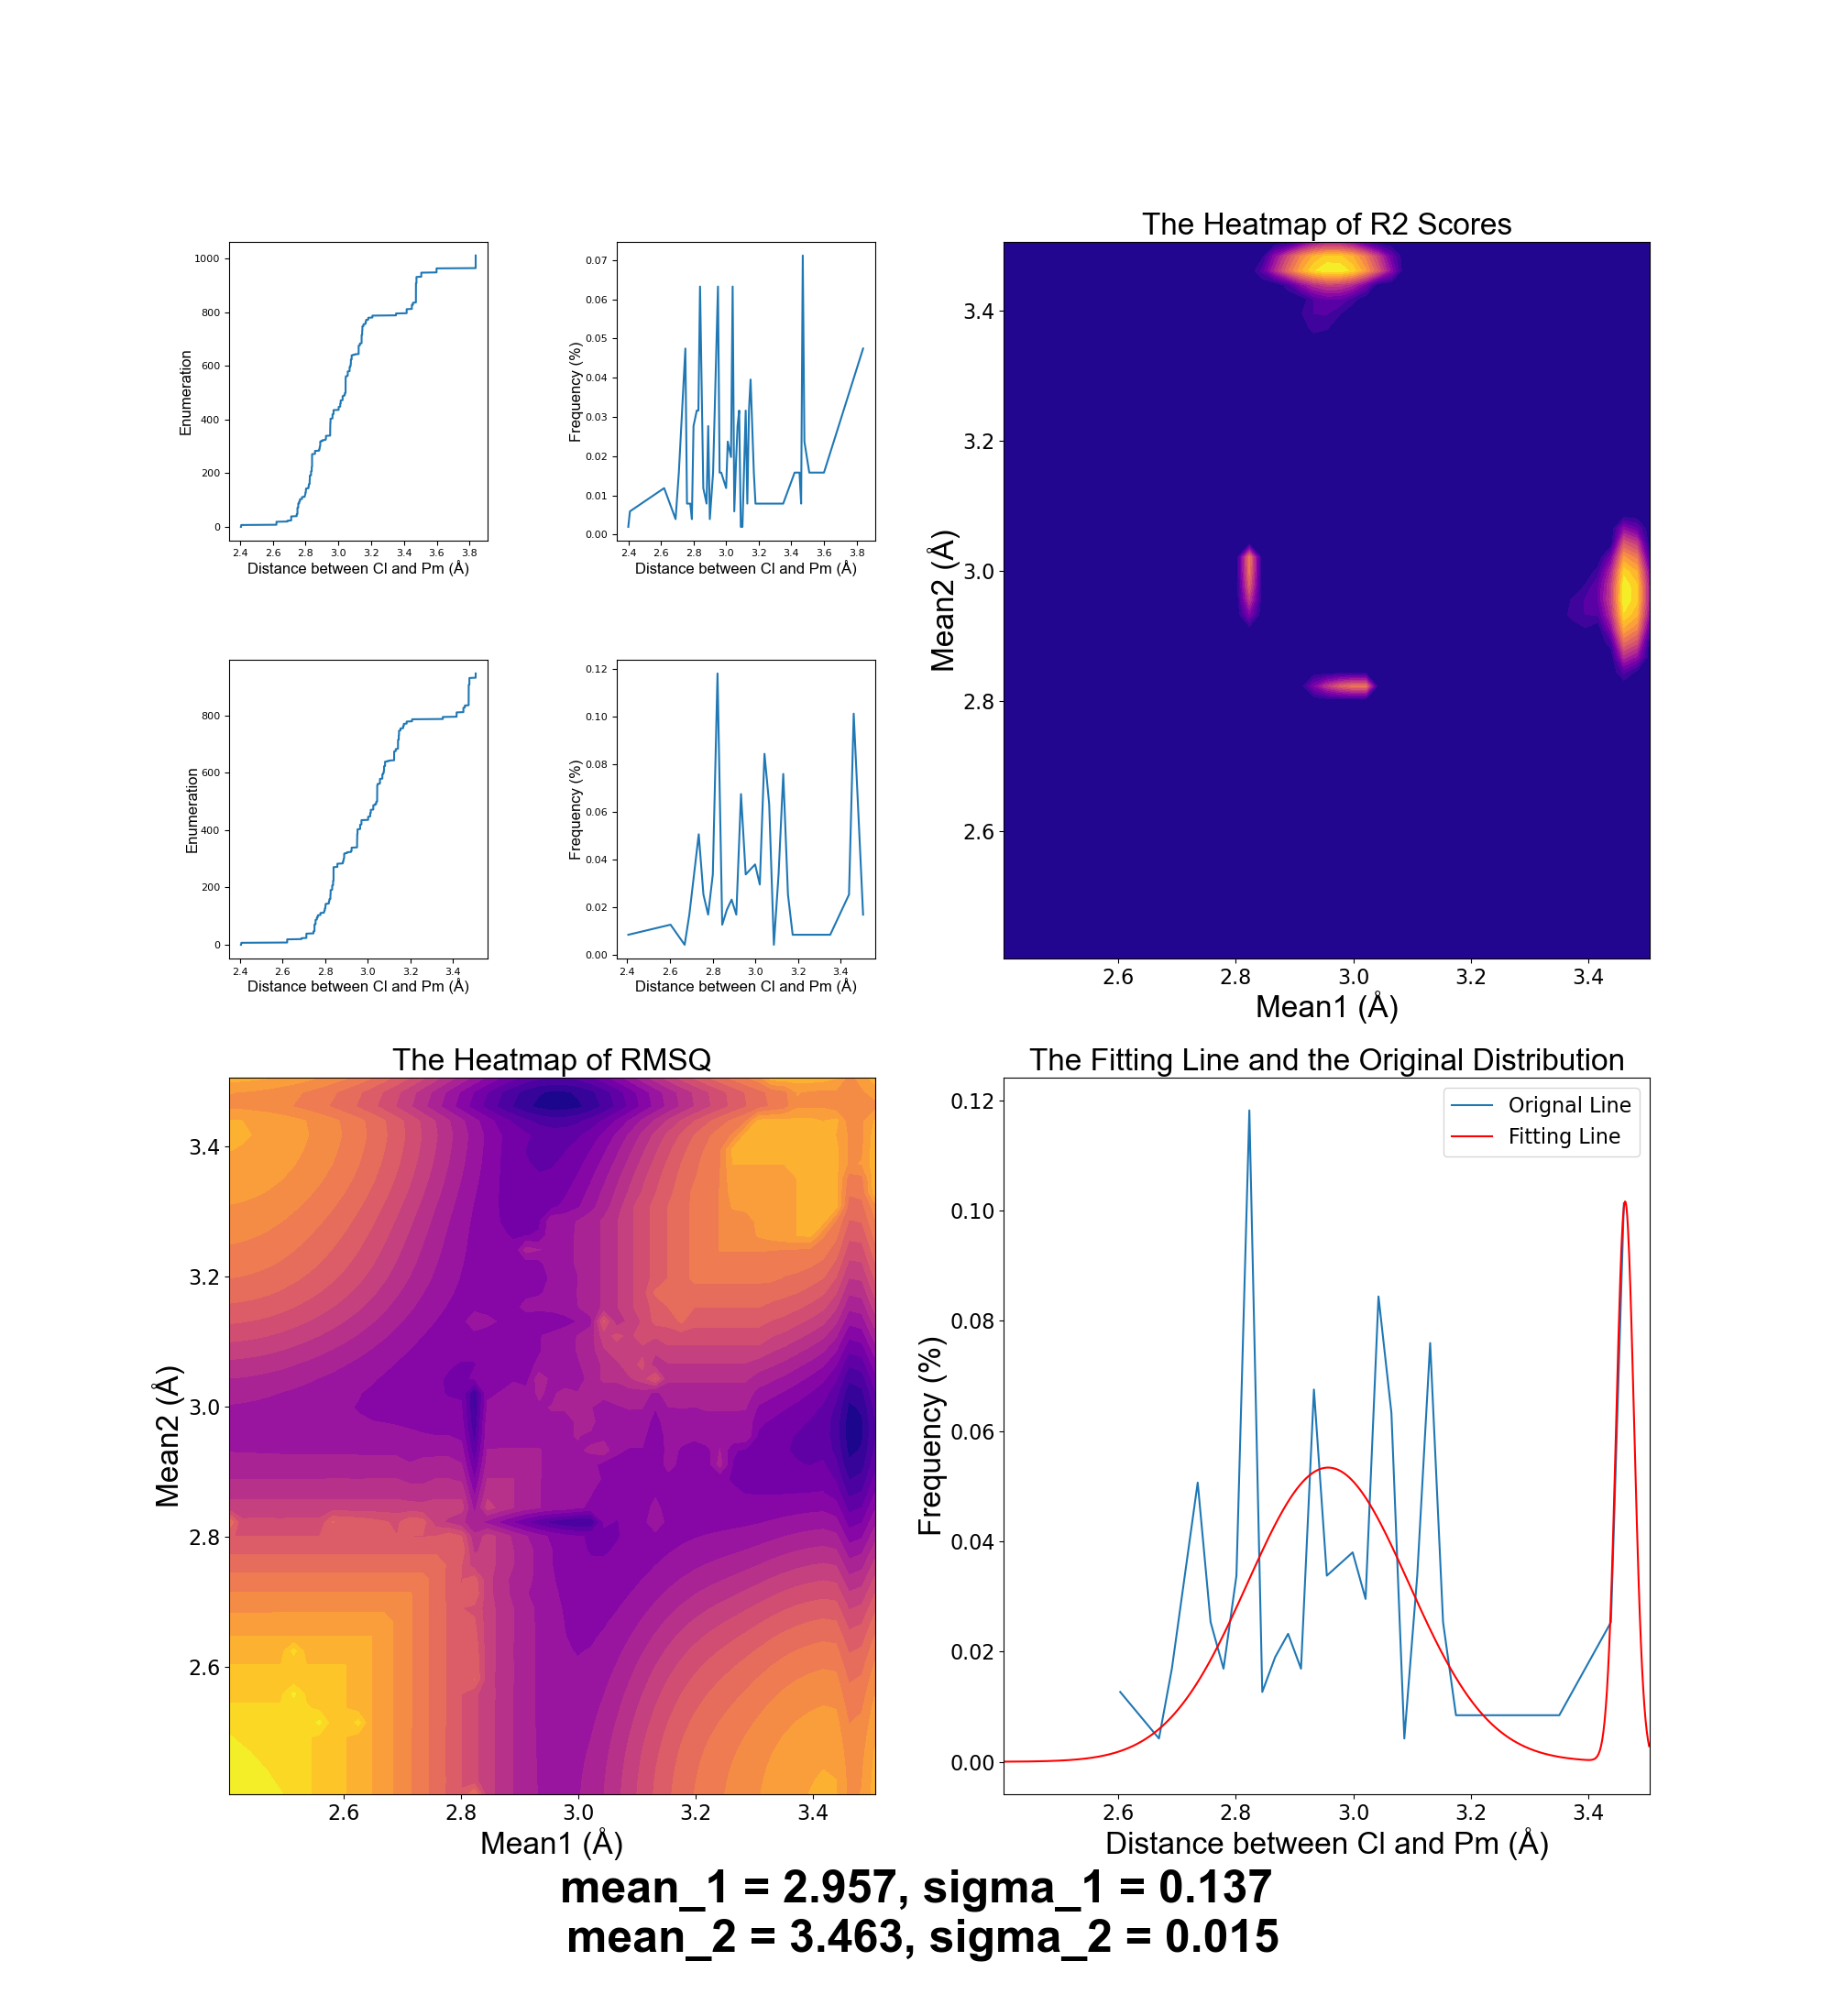 1000
800
600
400
200
0
Enumeration
2.4 2.6 2.8 3.0 3.2 3.4 3.6 3.8
Distance between Cl and Pm (Å)
0.07
0.06
0.05
0.04
0.03
0.02
0.01
0.00
Frequency (%)
2.4 2.6 2.8 3.0 3.2 3.4 3.6 3.8
Distance between Cl and Pm (Å)
The Heatmap of R2 Scores
3.4
3.2
3.0
2.8
2.6
Mean2 (Å)
2.6 2.8 3.0 3.2 3.4
Mean1 (Å)
800
600
400
200
0
Enumeration
2.4 2.6 2.8 3.0 3.2 3.4
Distance between Cl and Pm (Å)
0.12
0.10
0.08
0.06
0.04
0.02
0.00
Frequency (%)
2.4 2.6 2.8 3.0 3.2 3.4
Distance between Cl and Pm (Å)
The Heatmap of RMSQ
3.4
3.2
3.0
2.8
2.6
Mean2 (Å)
2.6 2.8 3.0 3.2 3.4
Mean1 (Å)
The Fitting Line and the Original Distribution
Orignal Line
Fitting Line
0.12
0.10
0.08
0.06
0.04
0.02
0.00
Frequency (%)
2.6 2.8 3.0 3.2 3.4
Distance between Cl and Pm (Å)
mean_1 = 2.957, sigma_1 = 0.137
mean_2 = 3.463, sigma_2 = 0.015